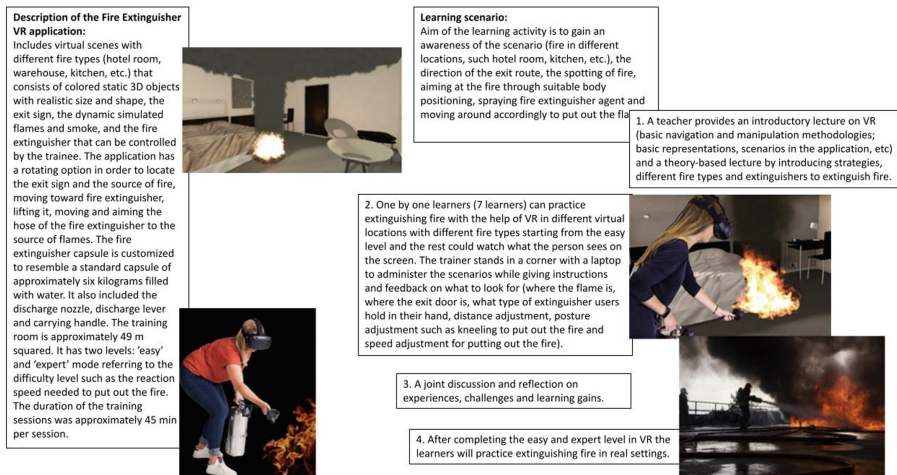 Description of the Fire Extinguisher
VR application:
Includes virtual scenes with
different fire types (hotel room,
warehouse, kitchen, etc.) that
consists of colored static 3D objects
with realistic size and shape, the
exit sign, the dynamic simulated
flames and smoke, and the fire
extinguisher that can be controlled
by the trainee. The application has
a rotating option in order to locate
the exit sign and the source of fire,
moving toward fire extinguisher,
lifting it, moving and aiming the
hose of the fire extinguisher to the
source of flames. The fire
extinguisher capsule is customized
to resemble a standard capsule of
approximately six kilograms filled
with water. It also included the
discharge nozzle, discharge lever
and carrying handle. The training
room is approximately 49 m
squared. It has two levels: ‘easy’
and ‘expert’ mode referring to the
difficulty level such as the reaction
speed needed to put out the fire.
The duration of the training
sessions was approximately 45 min
per session.
Learning scenario:
Aim of the learning activity is to gain an
awareness of the scenario (fire in different
locations, such hotel room, kitchen, etc.), the
direction of the exit route, the spotting of fire,
aiming at the fire through suitable body
positioning, spraying fire extinguisher agent and
moving around accordingly to put out the
1. A teacher provides an introductory lecture on VR
(basic navigation and manipulation methodologies;
basic representations, scenarios in the application, etc)
and a theory-based lecture by introducing strategies,
different fire types and extinguishers to extinguish fire.
2. One by one learners (7 learners) can practice
extinguishing fire with the help of VR in different virtual
locations with different fire types starting from the easy
level and the rest could watch what the person sees on
the screen. The trainer stands in a corner with a laptop
to administer the scenarios while giving instructions
and feedback on what to look for (where the flame is,
where the exit door is, what type of extinguisher users
hold in their hand, distance adjustment, posture
adjustment such as kneeling to put out the fire and
speed adjustment for putting out the fire).
3. A joint discussion and reflection on
experiences, challenges and learning gains.
4. After completing the easy and expert level in VR the
learners will practice extinguishing fire in real settings.